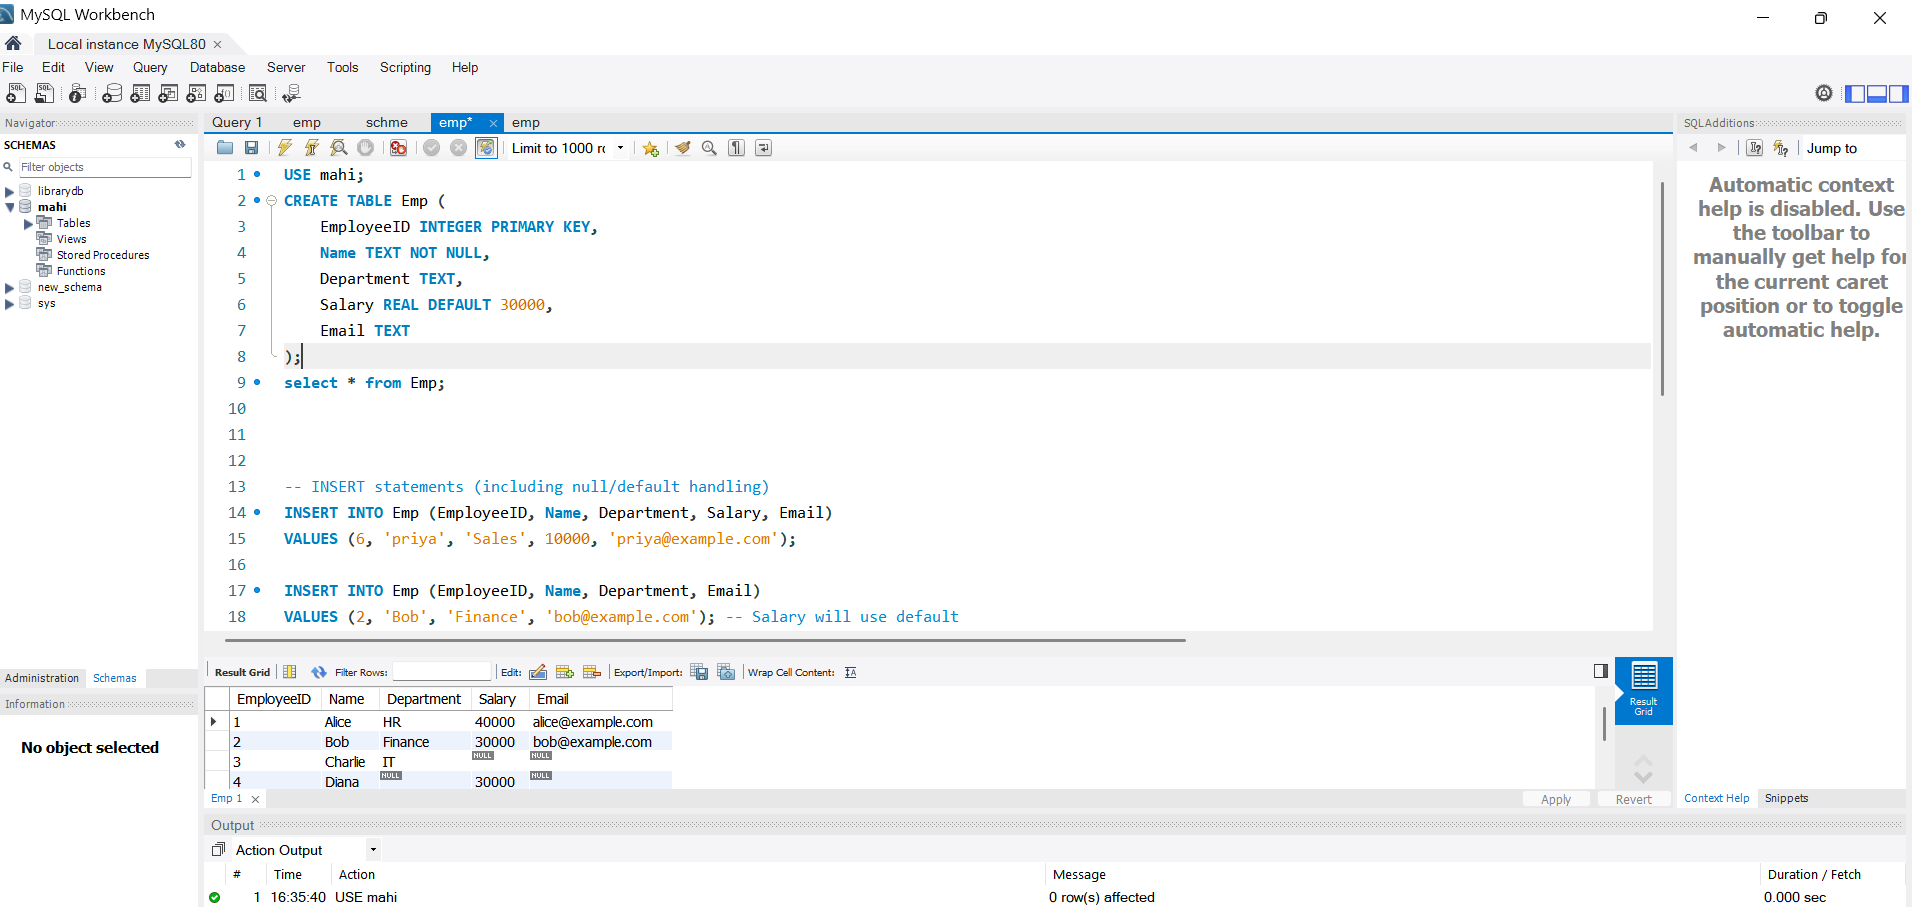 MySQL Workbench
Local instance MySQL80
File Edit View Query Database Server Tools Scripting Help
Navigator
SCHEMAS
Filter objects
librarydb
mahi
Tables
Views
Stored Procedures
Functions
new_schema
sys
Administration Schemas
Information
No object selected
Query 1 emp schme emp* emp
Limit to 1000 r
1 USE mahi;
2 CREATE TABLE Emp (
3 EmployeeID INTEGER PRIMARY KEY,
4 Name TEXT NOT NULL,
5 Department TEXT,
6 Salary REAL DEFAULT 30000,
7 Email TEXT
8 );
9 select * from Emp;
10
11
12
13 -- INSERT statements (including null/default handling)
14 INSERT INTO Emp (EmployeeID, Name, Department, Salary, Email)
15 VALUES (6, 'priya', 'Sales', 10000, 'priya@example.com');
16
17 INSERT INTO Emp (EmployeeID, Name, Department, Email)
18 VALUES (2, 'Bob', 'Finance', 'bob@example.com'); -- Salary will use default
Result Grid Filter Rows: Edit: Export/Import: Wrap Cell Content:
EmployeeID Name Department Salary Email
1 Alice HR 40000 alice@example.com
2 Bob Finance 30000 bob@example.com
3 Charlie IT NULL NULL
4 Diana NULL 30000 NULL
Result
Grid
Emp 1
Apply Revert
Output
Action Output
# Time Action Message Duration / Fetch
1 16:35:40 USE mahi 0 row(s) affected 0.000 sec
SQLAdditions
Jump to
Automatic context
help is disabled. Use
the toolbar to
manually get help for
the current caret
position or to toggle
automatic help.
Context Help Snippets